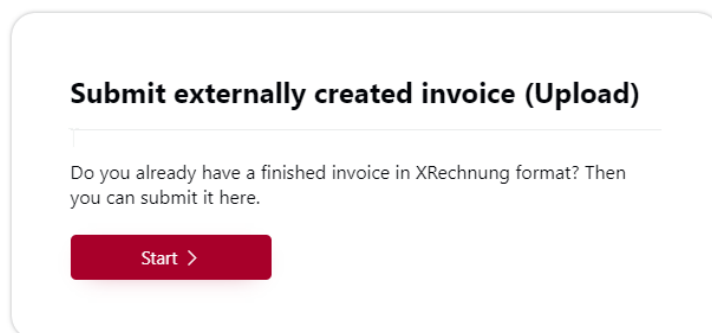 Submit externally created invoice (Upload)
Do you already have a finished invoice in XRechnung format? Then
you can submit it here.
Start